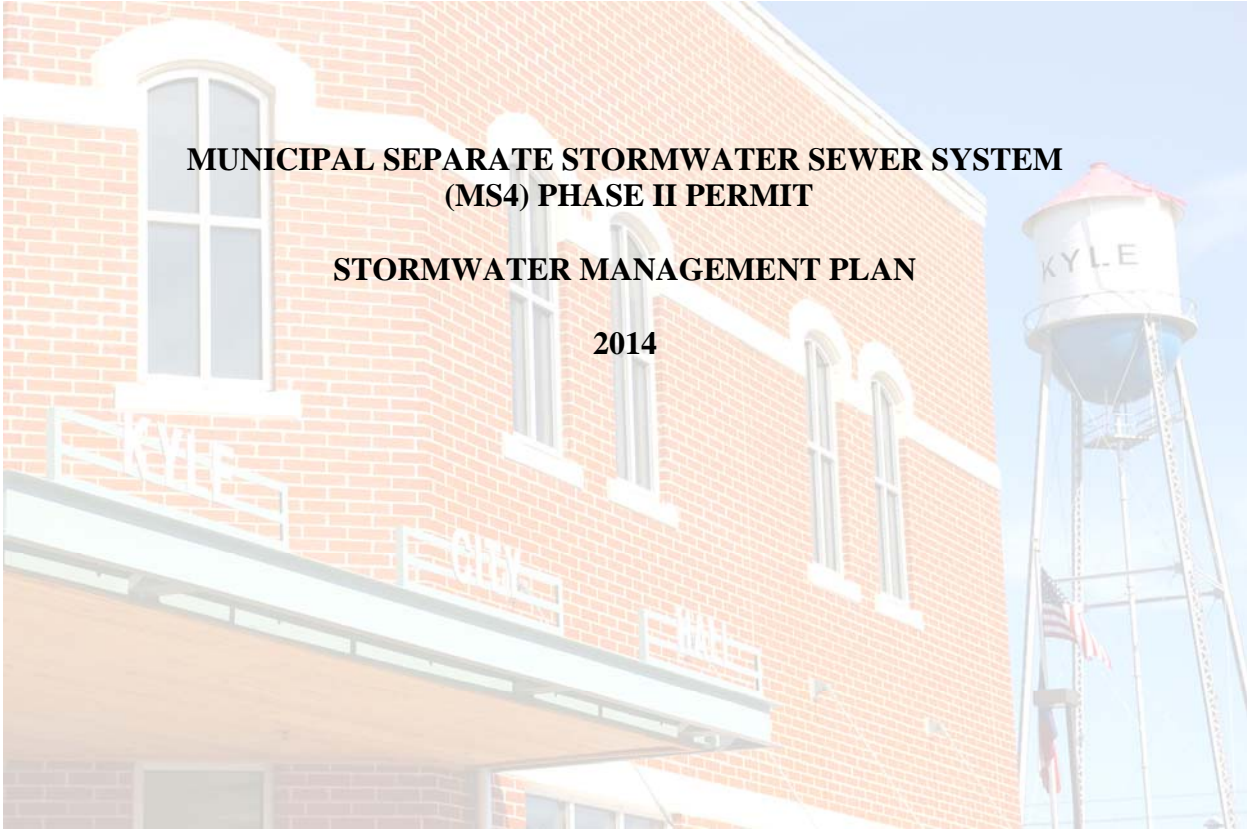 MUNICIPAL SEPARATE STORMWATER SEWER SYSTEM
(MS4) PHASE II PERMIT
STORMWATER MANAGEMENT PLAN
2014
KYLE
KYLE
CITY
HALL